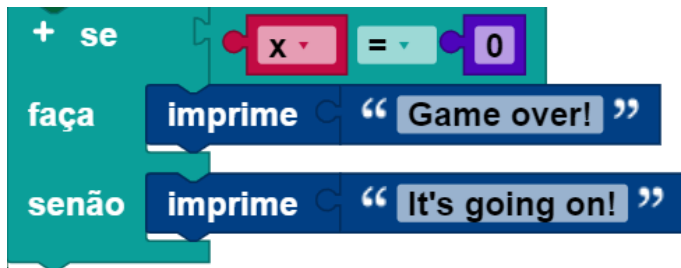 + se x = 0
faça imprime “ Game over! ”
senão imprime “ It's going on! ”